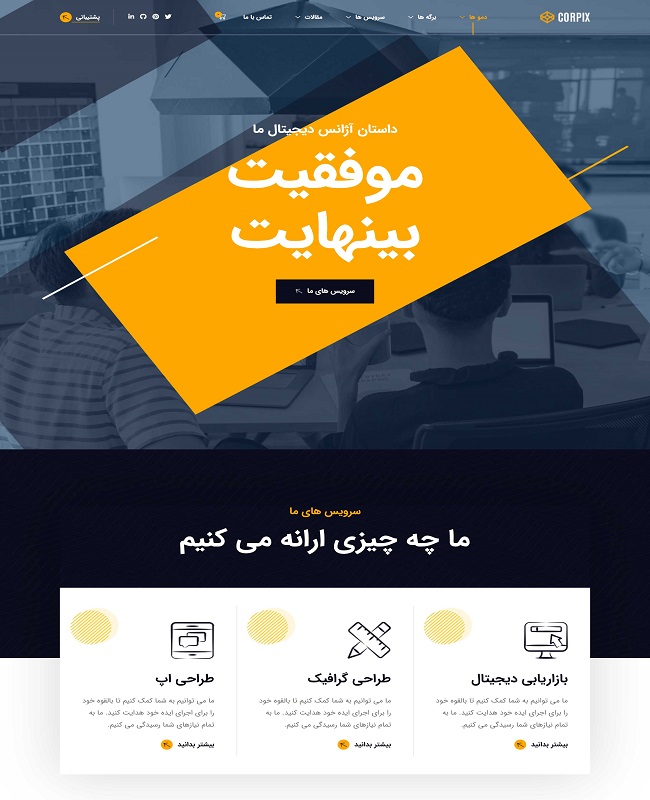 CORPIX
دمو ها
برگه ها
سرویس ها
مقالات
تماس با ما
پشتیبانی
داستان آژانس دیجیتال ما
موفقیت
بینهایت
سرویس های ما
سرویس های ما
ما چه چیزی ارائه می کنیم
بازاریابی دیجیتال
ما می توانیم به شما کمک کنیم تا بالقوه خود
را برای اجرای ایده خود هدایت کنید. ما به
تمام نیازهای شما رسیدگی می کنیم.
بیشتر بدانید
طراحی گرافیک
ما می توانیم به شما کمک کنیم تا بالقوه خود
را برای اجرای ایده خود هدایت کنید. ما به
تمام نیازهای شما رسیدگی می کنیم.
بیشتر بدانید
طراحی اپ
ما می توانیم به شما کمک کنیم تا بالقوه خود
را برای اجرای ایده خود هدایت کنید. ما به
تمام نیازهای شما رسیدگی می کنیم.
بیشتر بدانید